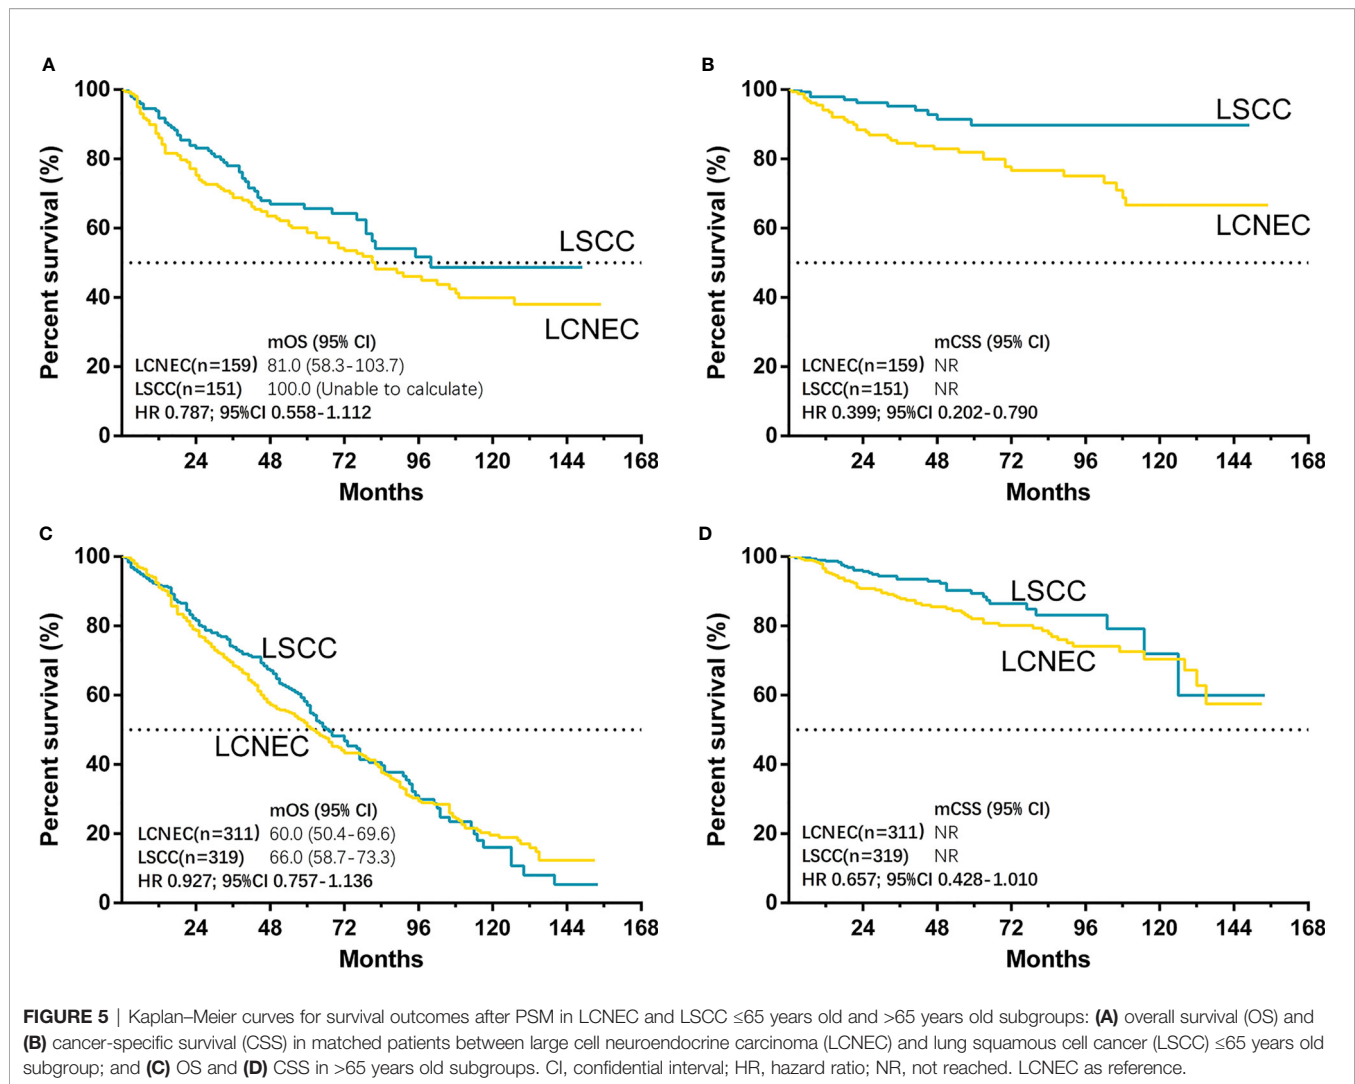 A
Percent survival (%)
100
80
60
40
20
0
LSCC
LCNEC
mOS (95% CI)
LCNEC(n=159) 81.0 (58.3-103.7)
LSCC(n=151) 100.0 (Unable to calculate)
HR 0.787; 95%CI 0.558-1.112
24 48 72 96 120 144 168
Months
B
Percent survival (%)
100
80
60
40
20
0
LSCC
LCNEC
mCSS (95% CI)
LCNEC(n=159) NR
LSCC(n=151) NR
HR 0.399; 95%CI 0.202-0.790
24 48 72 96 120 144 168
Months
C
Percent survival (%)
100
80
60
40
20
0
LSCC
LCNEC
mOS (95% CI)
LCNEC(n=311) 60.0 (50.4-69.6)
LSCC(n=319) 66.0 (58.7-73.3)
HR 0.927; 95%CI 0.757-1.136
24 48 72 96 120 144 168
Months
D
Percent survival (%)
100
80
60
40
20
0
LSCC
LCNEC
mCSS (95% CI)
LCNEC(n=311) NR
LSCC(n=319) NR
HR 0.657; 95%CI 0.428-1.010
24 48 72 96 120 144 168
Months
FIGURE 5 | Kaplan–Meier curves for survival outcomes after PSM in LCNEC and LSCC ≤65 years old and >65 years old subgroups: (A) overall survival (OS) and
(B) cancer-specific survival (CSS) in matched patients between large cell neuroendocrine carcinoma (LCNEC) and lung squamous cell cancer (LSCC) ≤65 years old
subgroup; and (C) OS and (D) CSS in >65 years old subgroups. CI, confidential interval; HR, hazard ratio; NR, not reached. LCNEC as reference.